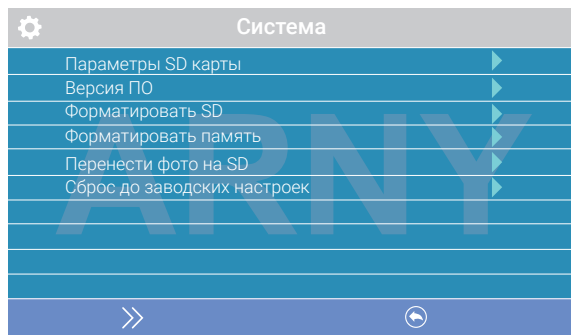 Система
Параметры SD карты
Версия ПО
Форматировать SD
Форматировать память
Перенести фото на SD
Сброс до заводских настроек
ARNY